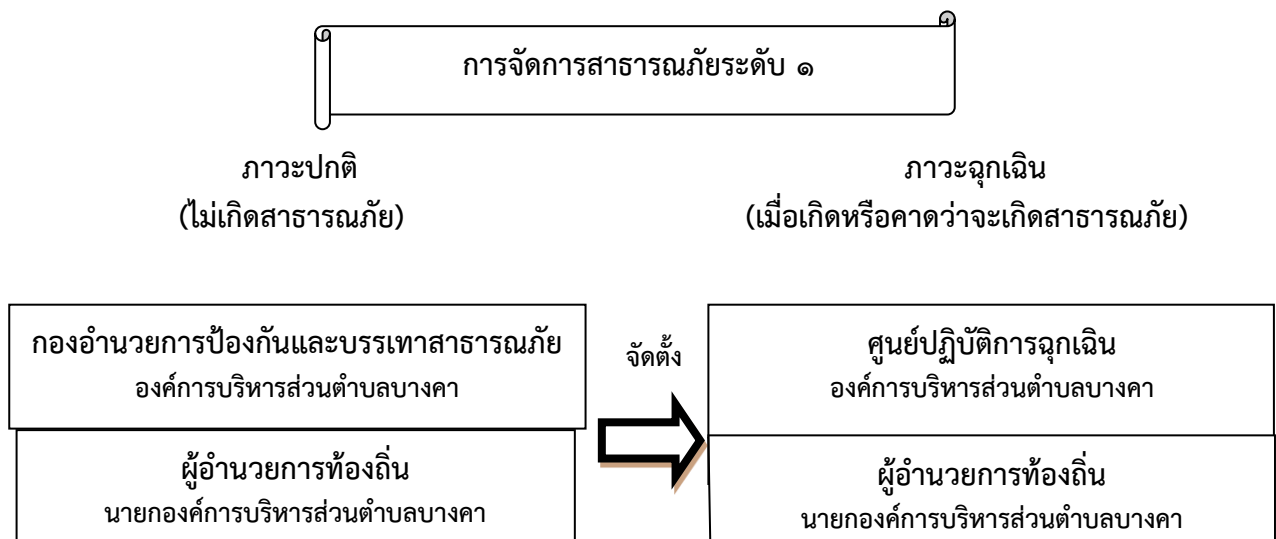 การจัดการสาธารณภัยระดับ ๑
ภาวะปกติ
(ไม่เกิดสาธารณภัย)
ภาวะฉุกเฉิน
(เมื่อเกิดหรือคาดว่าจะเกิดสาธารณภัย)
กองอำนวยการป้องกันและบรรเทาสาธารณภัย
องค์การบริหารส่วนตำบลบางคา
ผู้อำนวยการท้องถิ่น
นายกองค์การบริหารส่วนตำบลบางคา
จัดตั้ง
ศูนย์ปฏิบัติการฉุกเฉิน
องค์การบริหารส่วนตำบลบางคา
ผู้อำนวยการท้องถิ่น
นายกองค์การบริหารส่วนตำบลบางคา